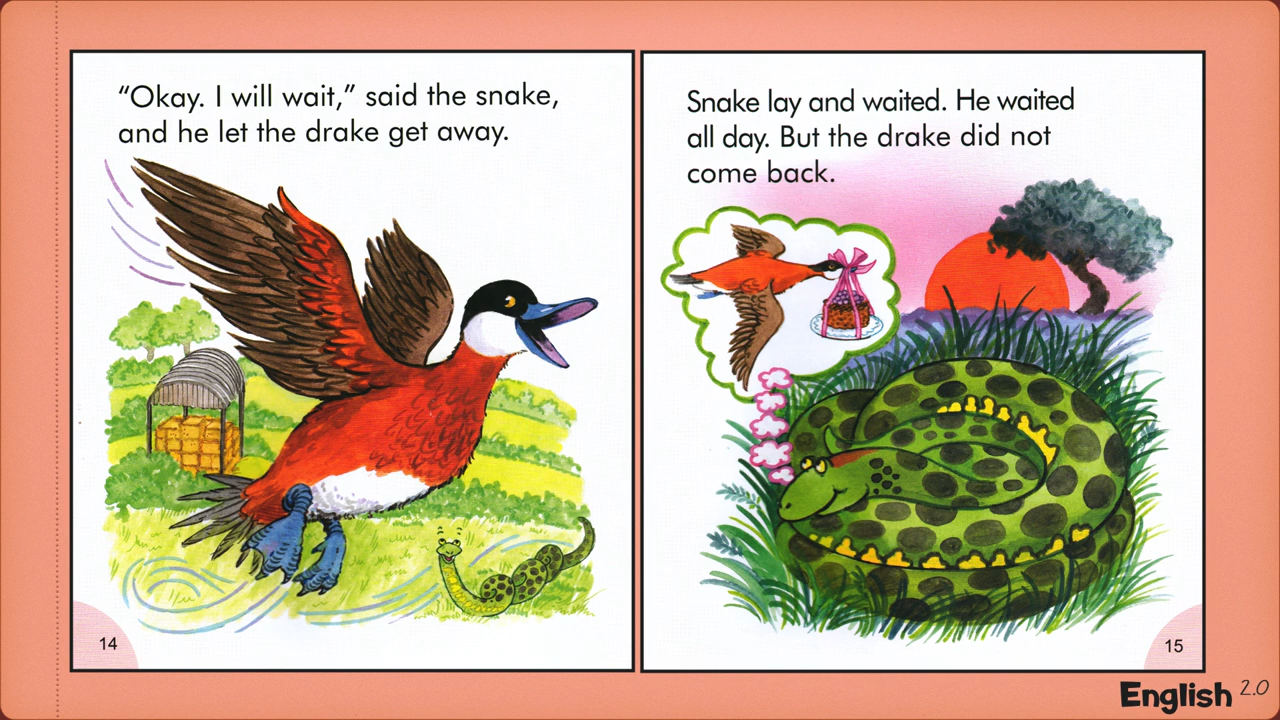 “Okay. I will wait,” said the snake,
and he let the drake get away.
14
Snake lay and waited. He waited
all day. But the drake did not
come back.
15
English 2.0